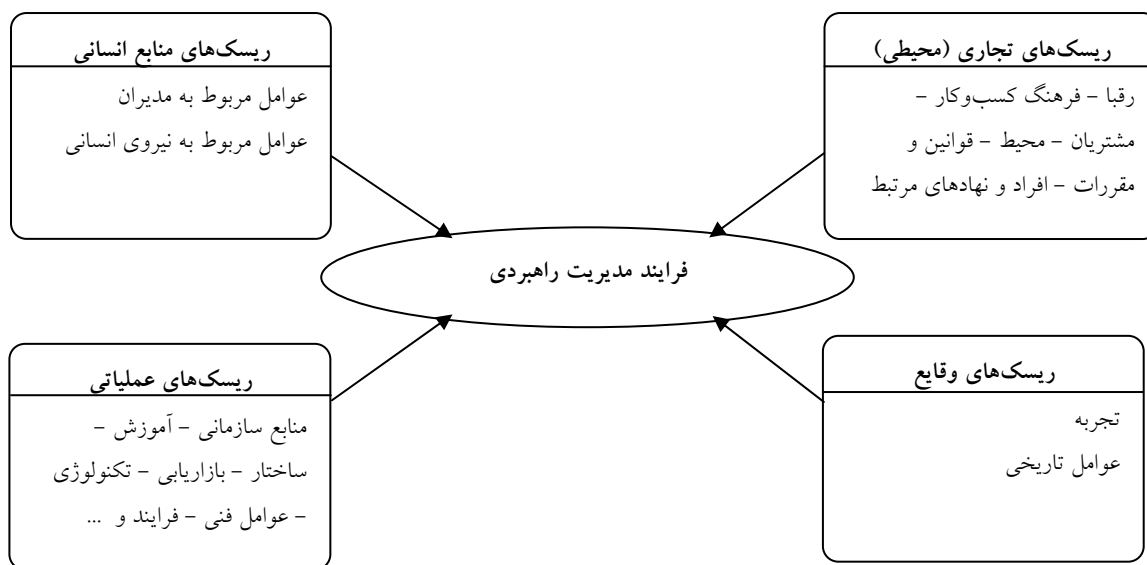 ریسک‌های تجاری (محیطی)
رقبا – فرهنگ کسب‌وکار –
مشتریان – محیط – قوانین و
مقررات – افراد و نهادهای مرتبط
ریسک‌های منابع انسانی
عوامل مربوط به مدیران
عوامل مربوط به نیروی انسانی
فرایند مدیریت راهبردی
ریسک‌های وقایع
تجربه
عوامل تاریخی
ریسک‌های عملیاتی
منابع سازمانی – آموزش –
ساختار – بازاریابی – تکنولوژی
– عوامل فنی – فرایند و ...